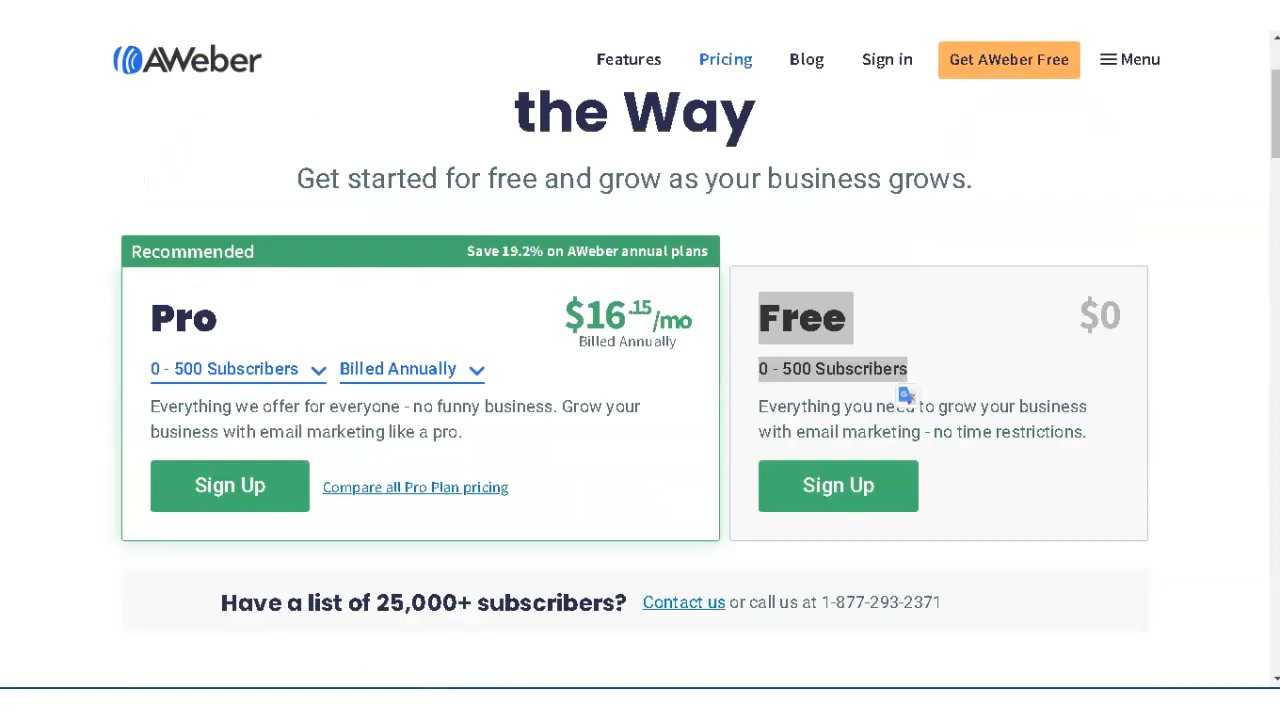 AWeber
Features Pricing Blog Sign in Get AWeber Free Menu
the Way
Get started for free and grow as your business grows.
Recommended Save 19.2% on AWeber annual plans
Pro $16.15/mo
Billed Annually
0 - 500 Subscribers Billed Annually
Everything we offer for everyone - no funny business. Grow your
business with email marketing like a pro.
Sign Up Compare all Pro Plan pricing
Free $0
0 - 500 Subscribers
Everything you need to grow your business
with email marketing - no time restrictions.
Sign Up
Have a list of 25,000+ subscribers? Contact us or call us at 1-877-293-2371